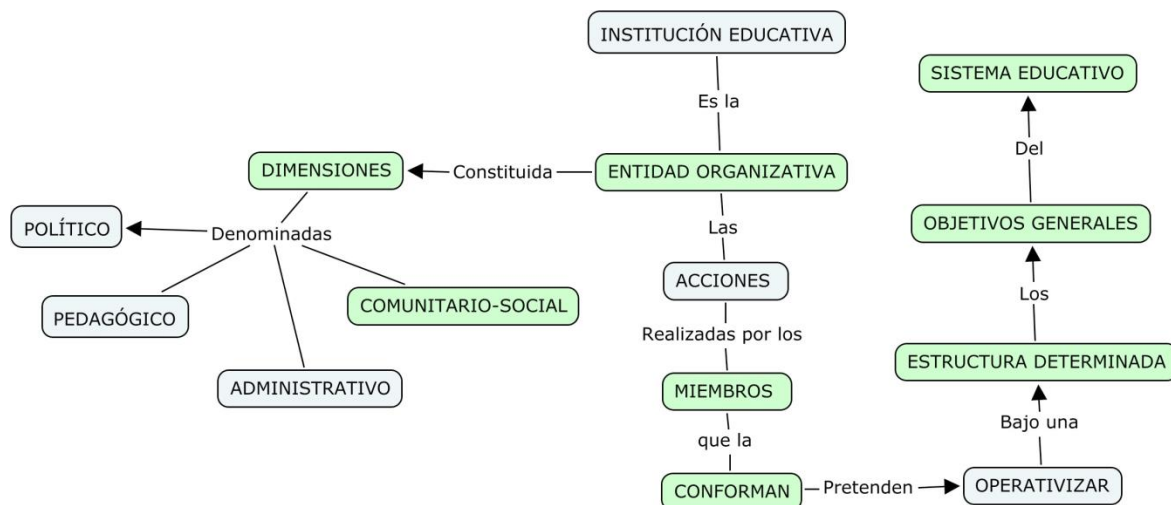 INSTITUCIÓN EDUCATIVA
Es la
ENTIDAD ORGANIZATIVA
Constituida
DIMENSIONES
Denominadas
POLÍTICO
PEDAGÓGICO
ADMINISTRATIVO
COMUNITARIO-SOCIAL
Las
ACCIONES
Realizadas por los
MIEMBROS
que la
CONFORMAN
Pretenden
OPERATIVIZAR
Bajo una
ESTRUCTURA DETERMINADA
Los
OBJETIVOS GENERALES
Del
SISTEMA EDUCATIVO